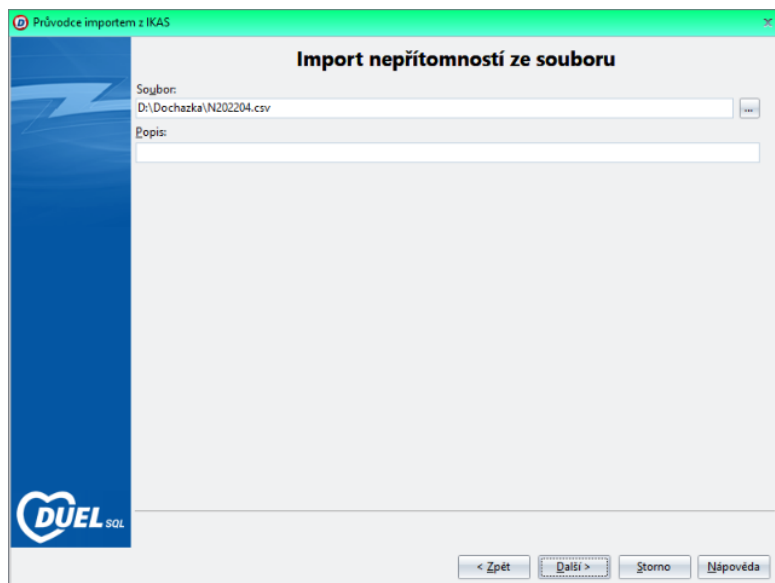 Průvodce importem z IKAS
Import nepřítomností ze souboru
Soubor:
D:\Dochazka\N202204.csv
...
Popis:
DUEL SQL
< Zpět
Další >
Storno
Nápověda